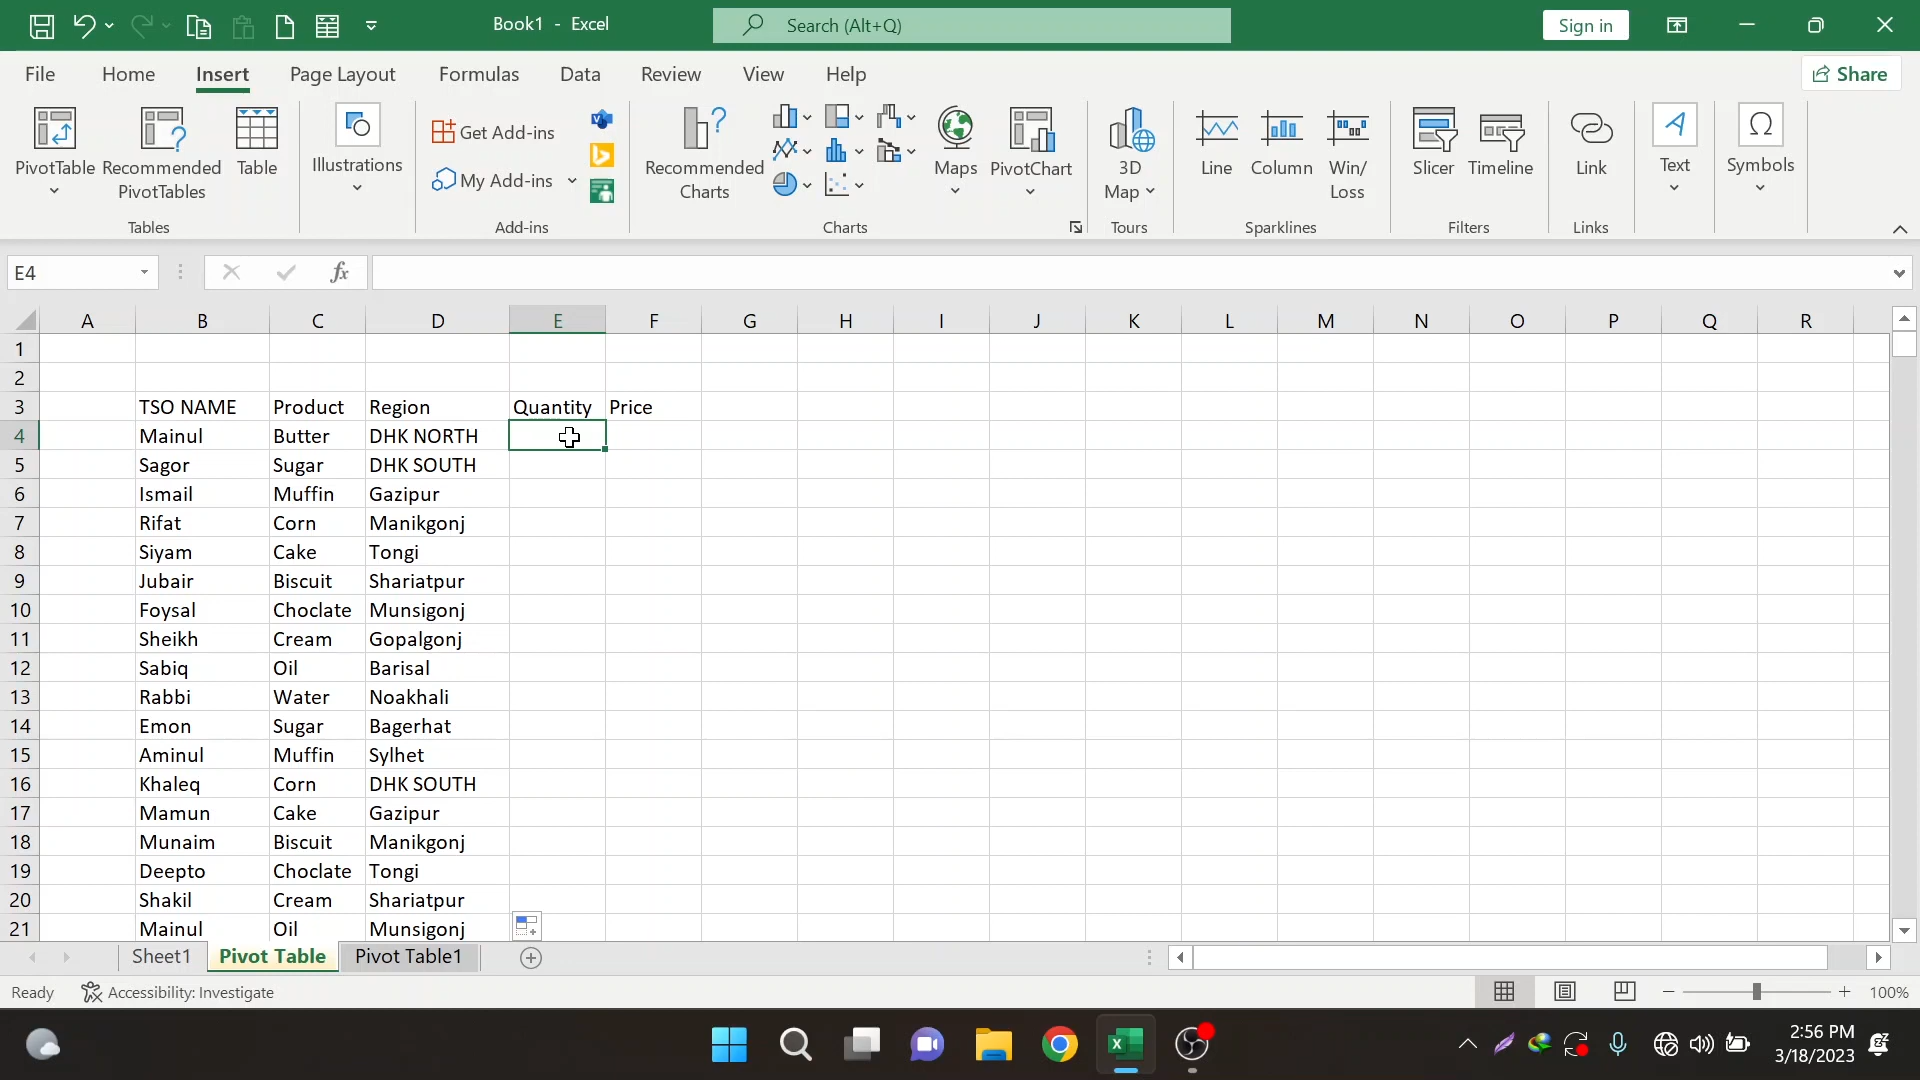 Book1 - Excel
Search (Alt+Q)
Sign in
File Home Insert Page Layout Formulas Data Review View Help
Share
PivotTable
Recommended PivotTables
Table
Tables
Illustrations
Get Add-ins
My Add-ins
Add-ins
Recommended Charts
Maps
PivotChart
Charts
3D Map
Tours
Line
Column
Win/Loss
Sparklines
Slicer
Timeline
Filters
Link
Links
Text
Symbols
E4
fx
A B C D E F G H I J K L M N O P Q R
1
2
3 TSO NAME Product Region Quantity Price
4 Mainul Butter DHK NORTH
5 Sagor Sugar DHK SOUTH
6 Ismail Muffin Gazipur
7 Rifat Corn Manikgonj
8 Siyam Cake Tongi
9 Jubair Biscuit Shariatpur
10 Foysal Choclate Munsigonj
11 Sheikh Cream Gopalgonj
12 Sabiq Oil Barisal
13 Rabbi Water Noakhali
14 Emon Sugar Bagerhat
15 Aminul Muffin Sylhet
16 Khaleq Corn DHK SOUTH
17 Mamun Cake Gazipur
18 Munaim Biscuit Manikgonj
19 Deepto Choclate Tongi
20 Shakil Cream Shariatpur
21 Mainul Oil Munsigonj
Sheet1 Pivot Table Pivot Table1
Ready Accessibility: Investigate
100%
2:56 PM
3/18/2023